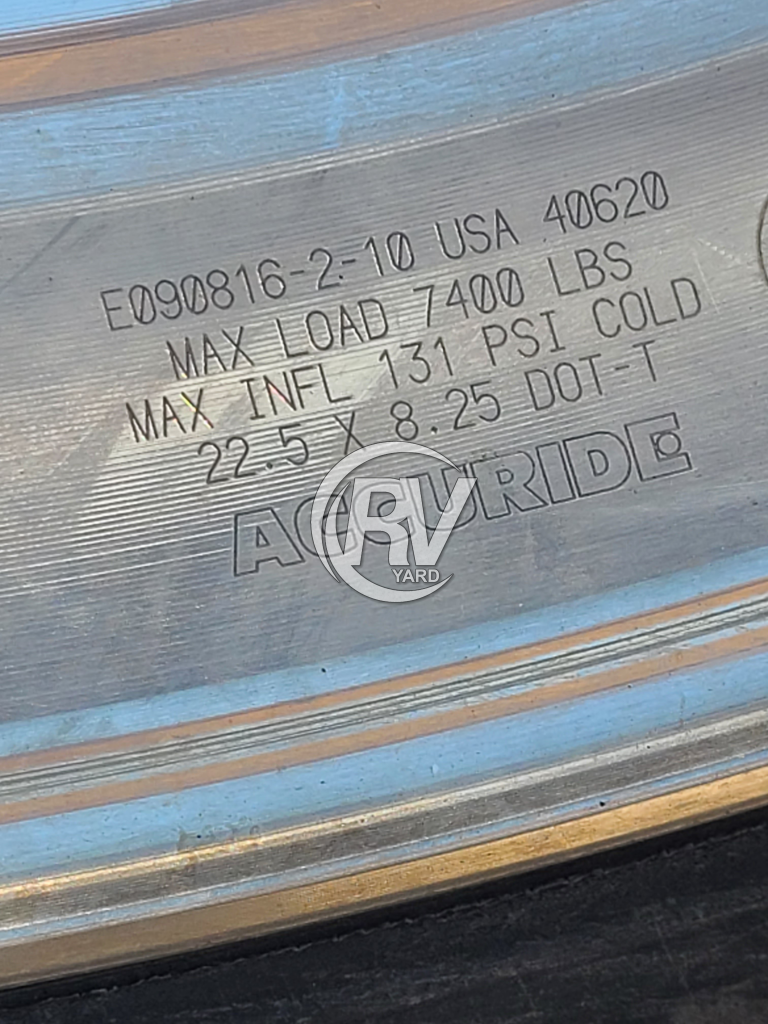 E090816-2-10 USA 40620
MAX LOAD 7400 LBS
MAX INFL 131 PSI COLD
22.5 X 8.25 DOT-T
ACCURIDE
RV
YARD